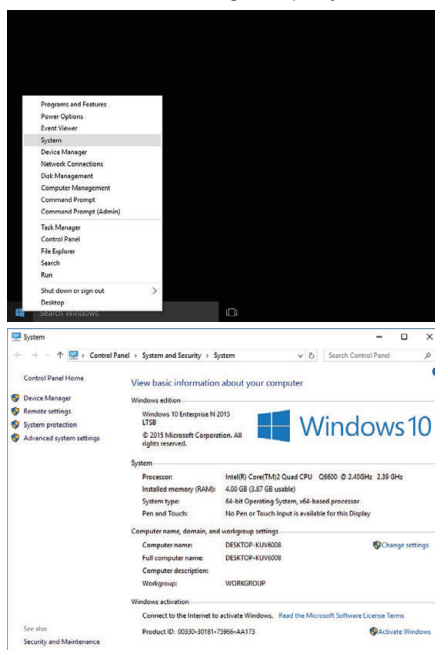 Programs and Features
Power Options
Event Viewer
System
Device Manager
Network Connections
Disk Management
Computer Management
Command Prompt
Command Prompt (Admin)
Task Manager
Control Panel
File Explorer
Search
Run
Shut down or sign out
Desktop
Search Windows
System
Control Panel › System and Security › System
Search Control Panel
Control Panel Home
Device Manager
Remote settings
System protection
Advanced system settings
View basic information about your computer
Windows edition
Windows 10 Enterprise N 2015
LTSB
© 2015 Microsoft Corporation. All
rights reserved.
Windows 10
System
Processor: Intel(R) Core(TM)2 Quad CPU Q6600 @ 2.40GHz 2.39 GHz
Installed memory (RAM): 4.00 GB (3.87 GB usable)
System type: 64-bit Operating System, x64-based processor
Pen and Touch: No Pen or Touch Input is available for this Display
Computer name, domain, and workgroup settings
Computer name: DESKTOP-KUV6008
Change settings
Full computer name: DESKTOP-KUV6008
Computer description:
Workgroup: WORKGROUP
Windows activation
Connect to the Internet to activate Windows. Read the Microsoft Software License Terms
Product ID: 00330-30181-75966-AA173
Activate Windows
See also
Security and Maintenance